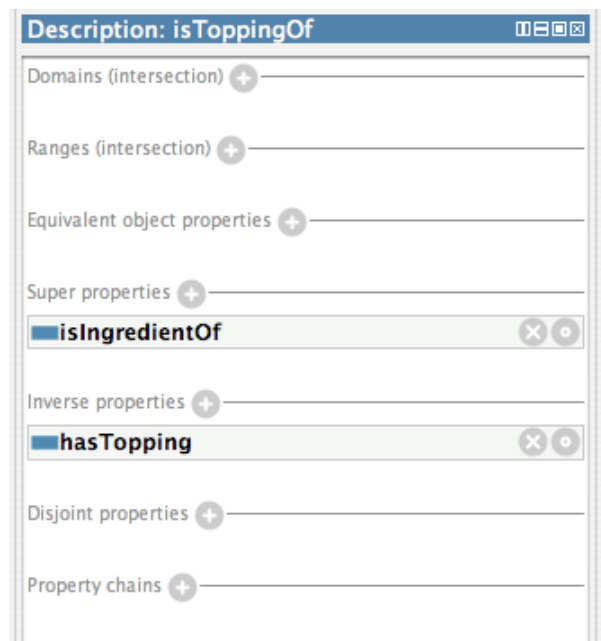 Description: isToppingOf
Domains (intersection)
Ranges (intersection)
Equivalent object properties
Super properties
isIngredientOf
Inverse properties
hasTopping
Disjoint properties
Property chains